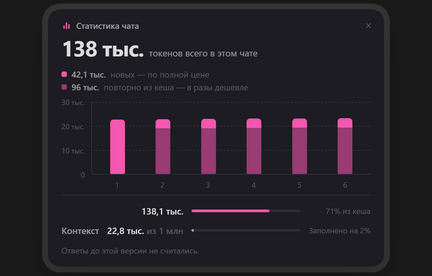 Статистика чата
138 тыс. токенов всего в этом чате
42,1 тыс. новых — по полной цене
96 тыс. повторно из кеша — в разы дешевле
30 тыс.
20 тыс.
10 тыс.
0
1 2 3 4 5 6
138,1 тыс. 71% из кеша
Контекст 22,8 тыс. из 1 млн Заполнено на 2%
Ответы до этой версии не считались.